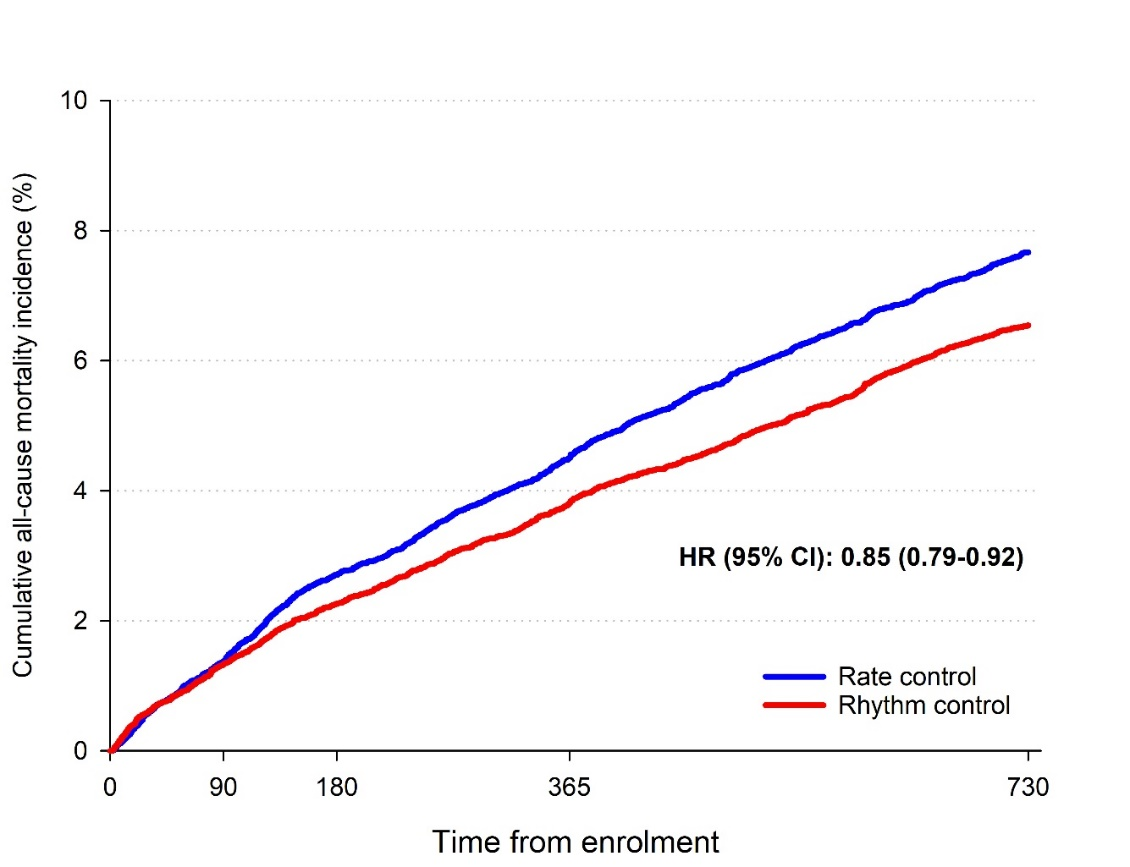 Cumulative all-cause mortality incidence (%)
10
8
6
4
2
0
HR (95% CI): 0.85 (0.79-0.92)
Rate control
Rhythm control
0 90 180 365 730
Time from enrolment